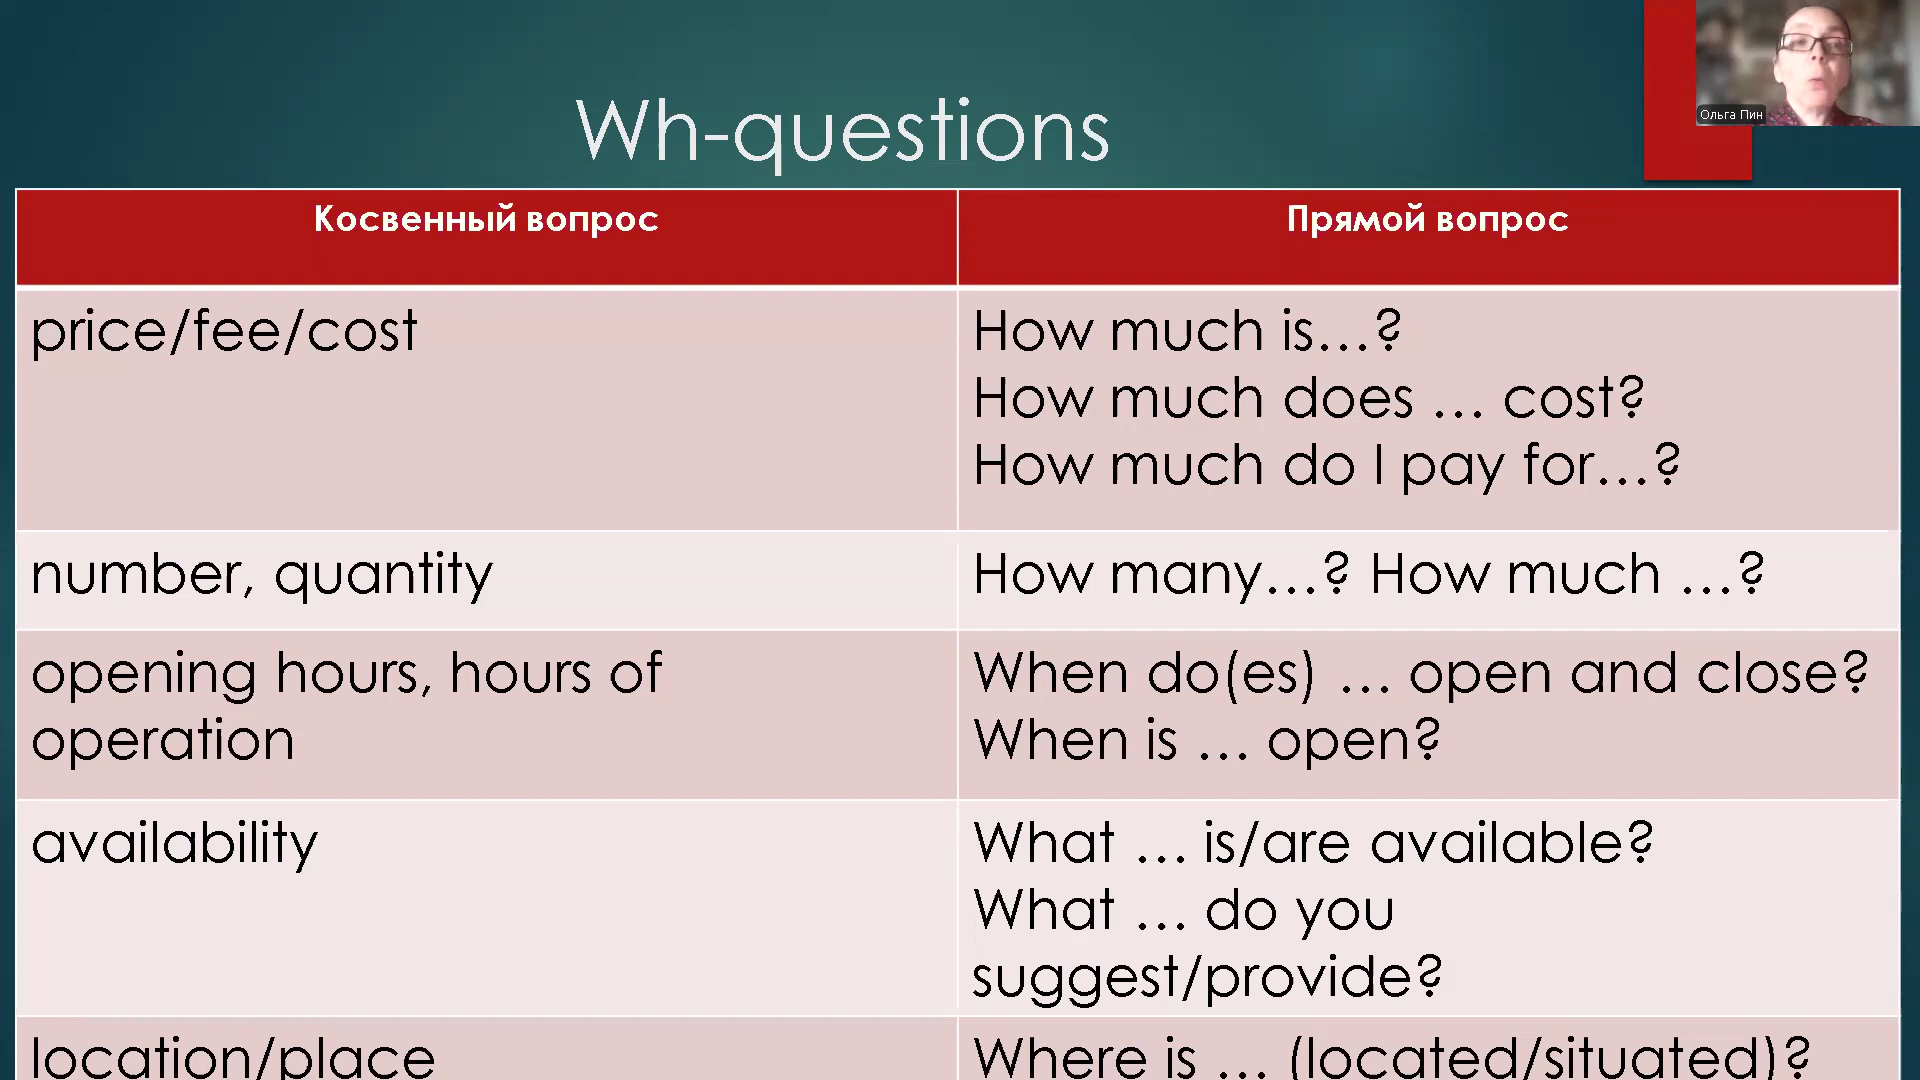 Ольга Пин
Wh-questions
Косвенный вопрос
Прямой вопрос
price/fee/cost
How much is...?
How much does ... cost?
How much do I pay for...?
number, quantity
How many...? How much ...?
opening hours, hours of
operation
When do(es) ... open and close?
When is ... open?
availability
What ... is/are available?
What ... do you
suggest/provide?
location/place
Where is ... (located/situated)?